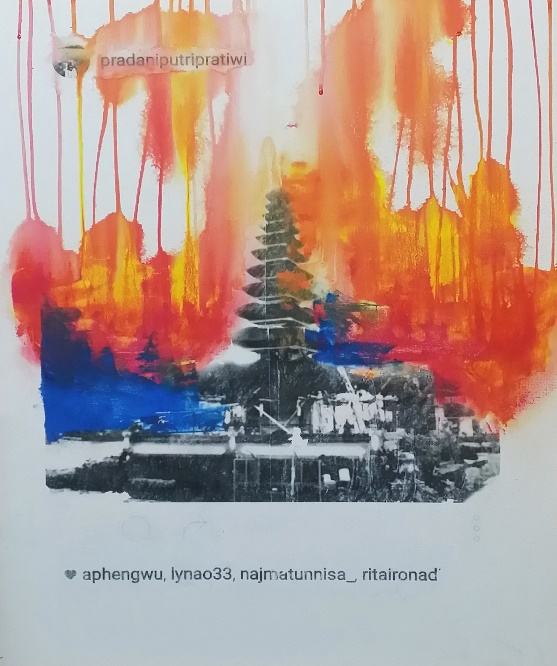 pradaniputripratiwi
aphengwu, lynao33, najmatunnisa_, ritaironad